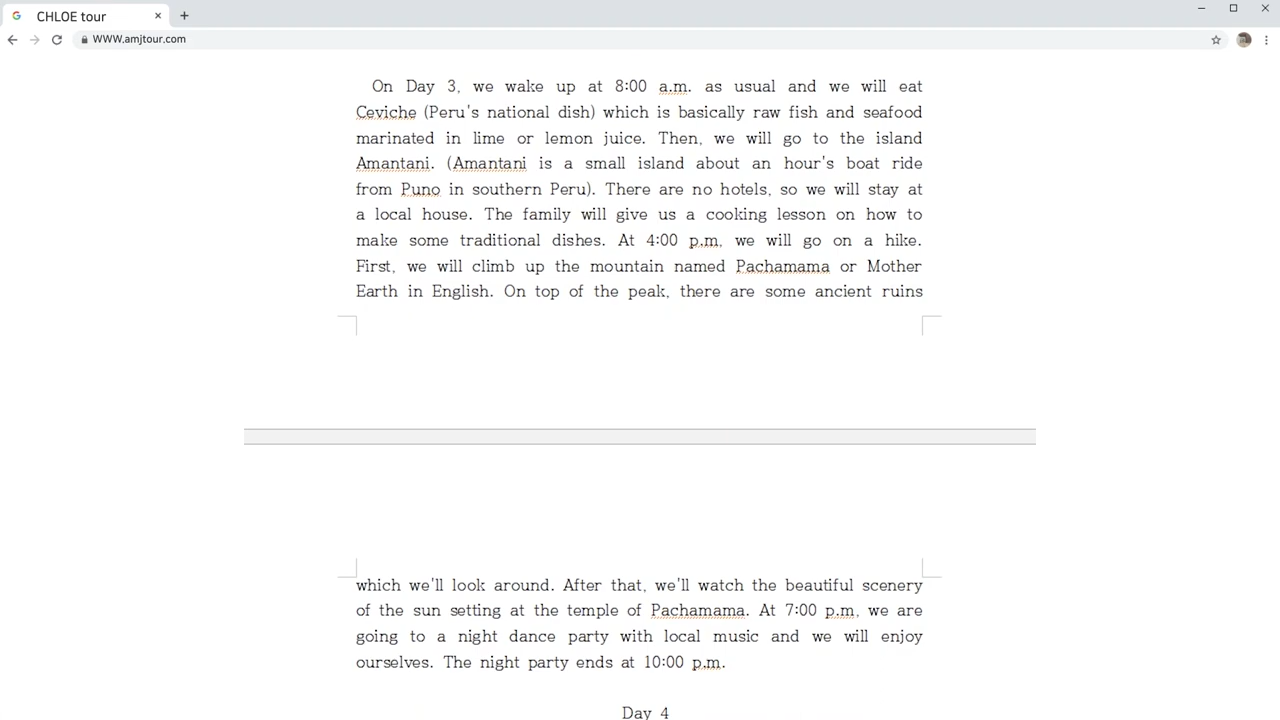 CHLOE tour
WWW.amjtour.com
On Day 3, we wake up at 8:00 a.m. as usual and we will eat
Ceviche (Peru's national dish) which is basically raw fish and seafood
marinated in lime or lemon juice. Then, we will go to the island
Amantani. (Amantani is a small island about an hour's boat ride
from Puno in southern Peru). There are no hotels, so we will stay at
a local house. The family will give us a cooking lesson on how to
make some traditional dishes. At 4:00 p.m, we will go on a hike.
First, we will climb up the mountain named Pachamama or Mother
Earth in English. On top of the peak, there are some ancient ruins
which we'll look around. After that, we'll watch the beautiful scenery
of the sun setting at the temple of Pachamama. At 7:00 p.m, we are
going to a night dance party with local music and we will enjoy
ourselves. The night party ends at 10:00 p.m.
Day 4